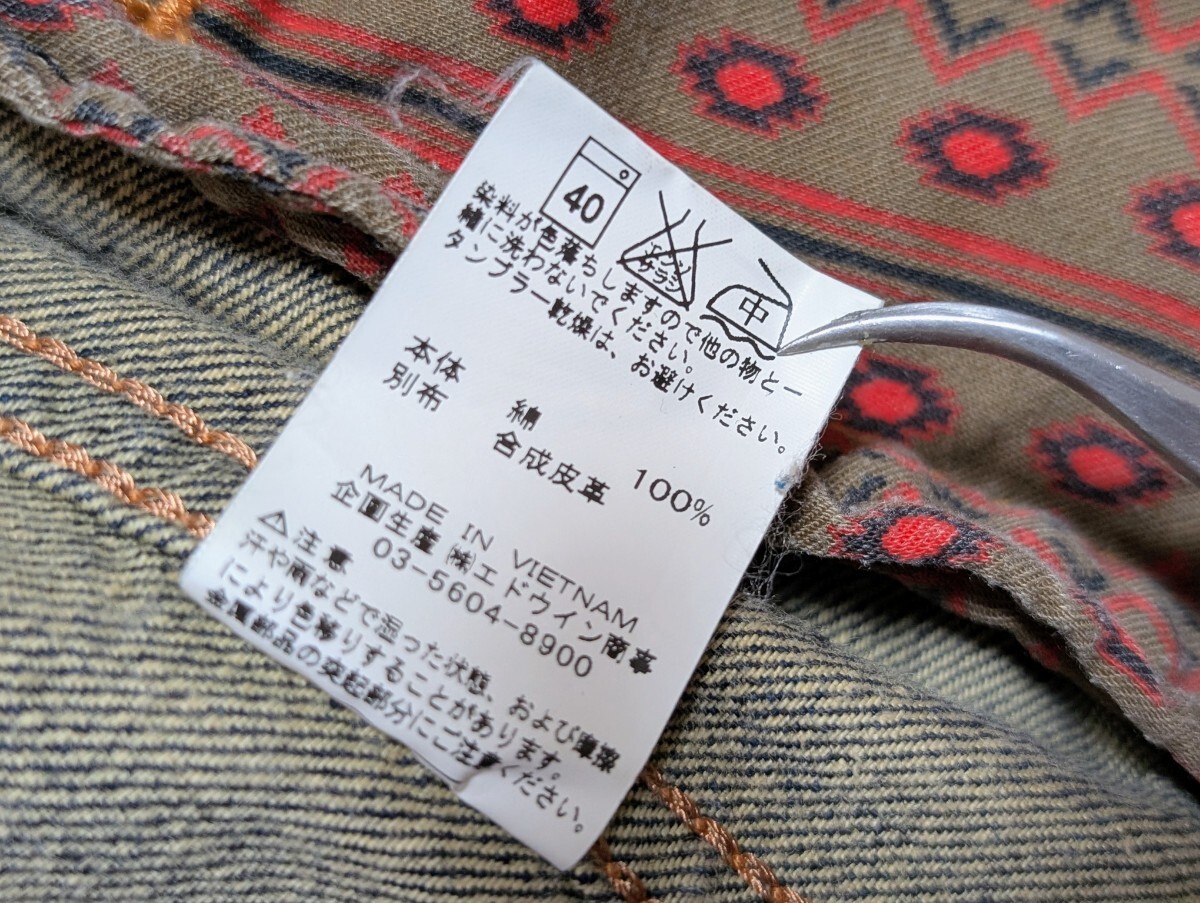 40
エンソ
サラシ
中
染料が色落ちしますので他の物と一
緒に洗わないでください。
タンブラー乾燥は、お避けください。
本体 綿 100%
別布 合成皮革
MADE IN VIETNAM
企画生産 ㈱エドウイン商事
03-5604-8900
⚠注意
汗や雨などで湿った状態、および摩擦
により色移りすることがあります。
金属部品の突起部分にご注意ください。